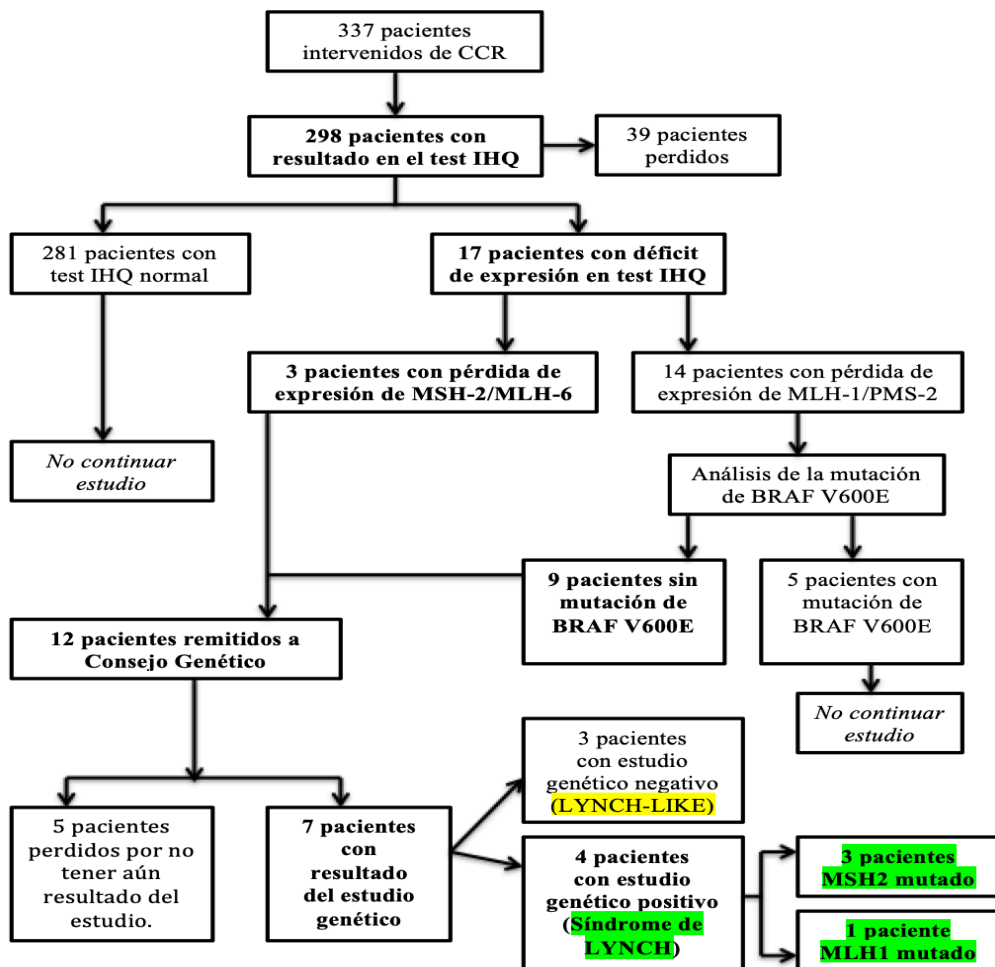 337 pacientes
intervenidos de CCR
298 pacientes con
resultado en el test IHQ
39 pacientes
perdidos
281 pacientes con
test IHQ normal
17 pacientes con déficit
de expresión en test IHQ
3 pacientes con pérdida de
expresión de MSH-2/MLH-6
14 pacientes con pérdida de
expresión de MLH-1/PMS-2
No continuar
estudio
Análisis de la mutación
de BRAF V600E
9 pacientes sin
mutación de
BRAF V600E
5 pacientes con
mutación de
BRAF V600E
12 pacientes remitidos a
Consejo Genético
No continuar
estudio
3 pacientes
con estudio
genético negativo
(LYNCH-LIKE)
5 pacientes
perdidos por no
tener aún
resultado del
estudio.
7 pacientes
con
resultado
del estudio
genético
4 pacientes
con estudio
genético positivo
(Síndrome de
LYNCH)
3 pacientes
MSH2 mutado
1 paciente
MLH1 mutado